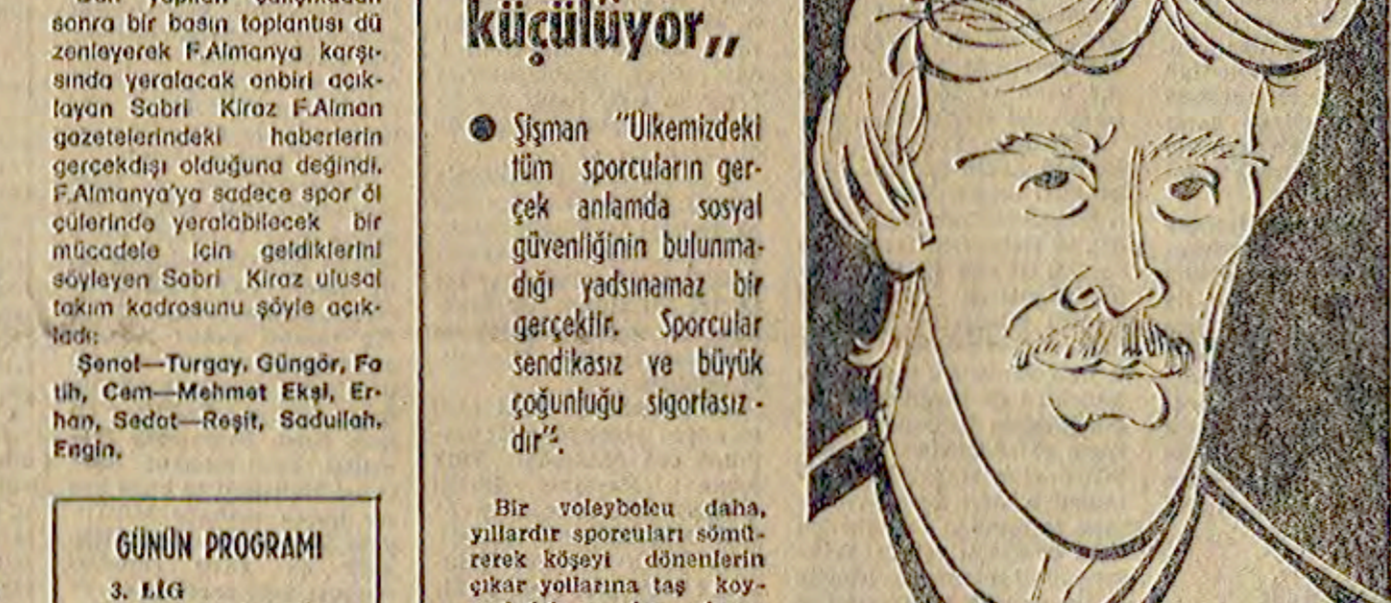 sonra bir basın toplantısı dü
zenleyerek F.Almanya karşı-
sında yeralacak onbiri açık-
layan Sabri Kiraz F.Alman
gazetelerindeki haberlerin
gerçekdışı olduğuna değindi.
F.Almanya'ya sadece spor öl
çülerinde yeralabilecek bir
mücadele için geldiklerini
söyleyen Sabri Kiraz ulusal
takım kadrosunu şöyle açık-
ladı:
Şenol—Turgay, Güngör, Fa
tih, Cem—Mehmet Ekşi, Er-
han, Sedat—Reşit, Sadullah,
Engin.
GÜNÜN PROGRAMI
3. LİG
küçülüyor,,
● Şişman "Ülkemizdeki
tüm sporcuların ger-
çek anlamda sosyal
güvenliğinin bulunma-
dığı yadsınamaz bir
gerçektir. Sporcular
sendikasız ve büyük
çoğunluğu sigortasız-
dır".
Bir voleybolcu daha,
yıllardır sporcuları sömü-
rerek köşeyi dönenlerin
çıkar yollarına taş koy-